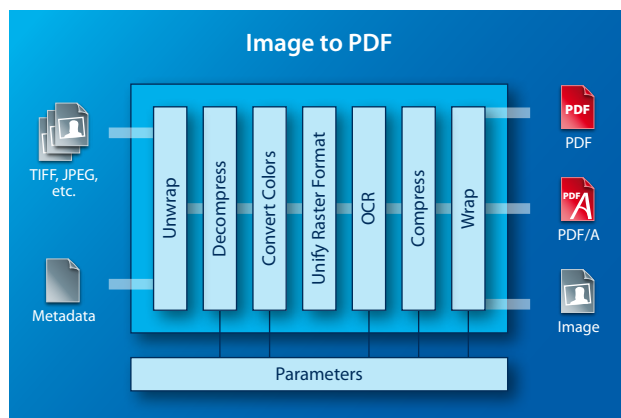 Image to PDF
TIFF, JPEG,
etc.
Metadata
Unwrap
Decompress
Convert Colors
Unify Raster Format
OCR
Compress
Wrap
PDF
PDF
PDF
A
PDF/A
Image
Parameters